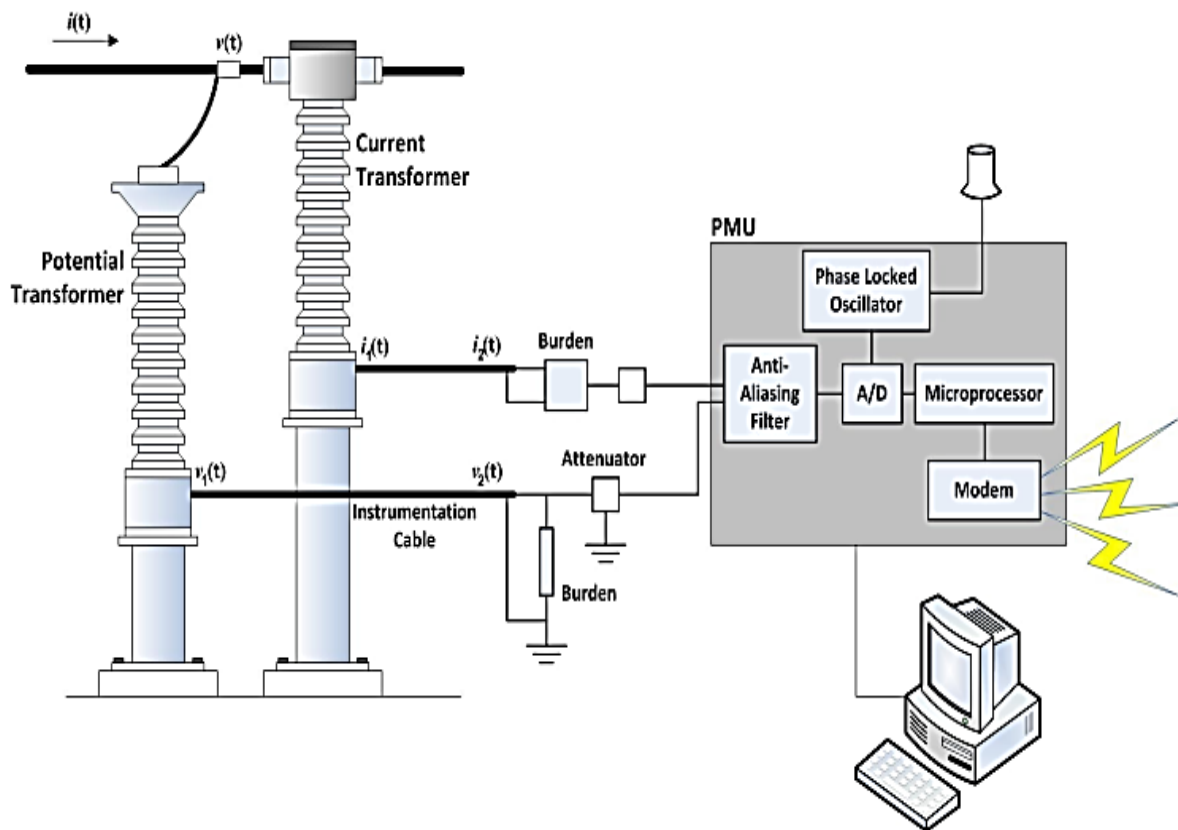 i(t)
v(t)
Current
Transformer
Potential
Transformer
PMU
Phase Locked
Oscillator
i₁(t)
i₂(t)
Burden
Anti-
Aliasing
Filter
A/D
Microprocessor
v₁(t)
v₂(t)
Attenuator
Instrumentation
Cable
Burden
Modem